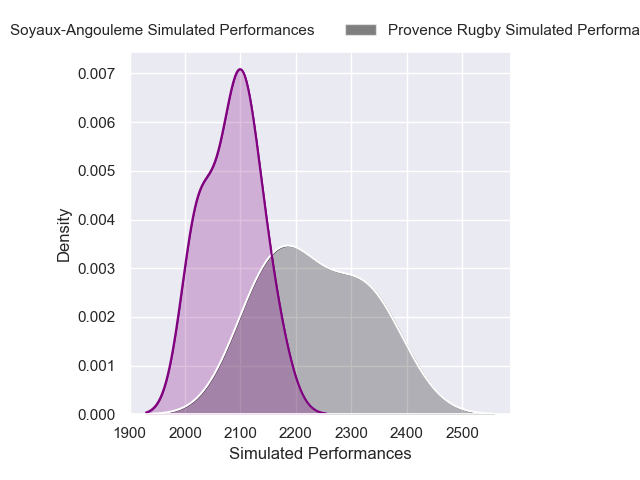 Soyaux-Angouleme Simulated Performances
Provence Rugby Simulated Performa
0.007
0.006
0.005
0.004
0.003
0.002
0.001
0.000
Density
1900 2000 2100 2200 2300 2400 2500
Simulated Performances